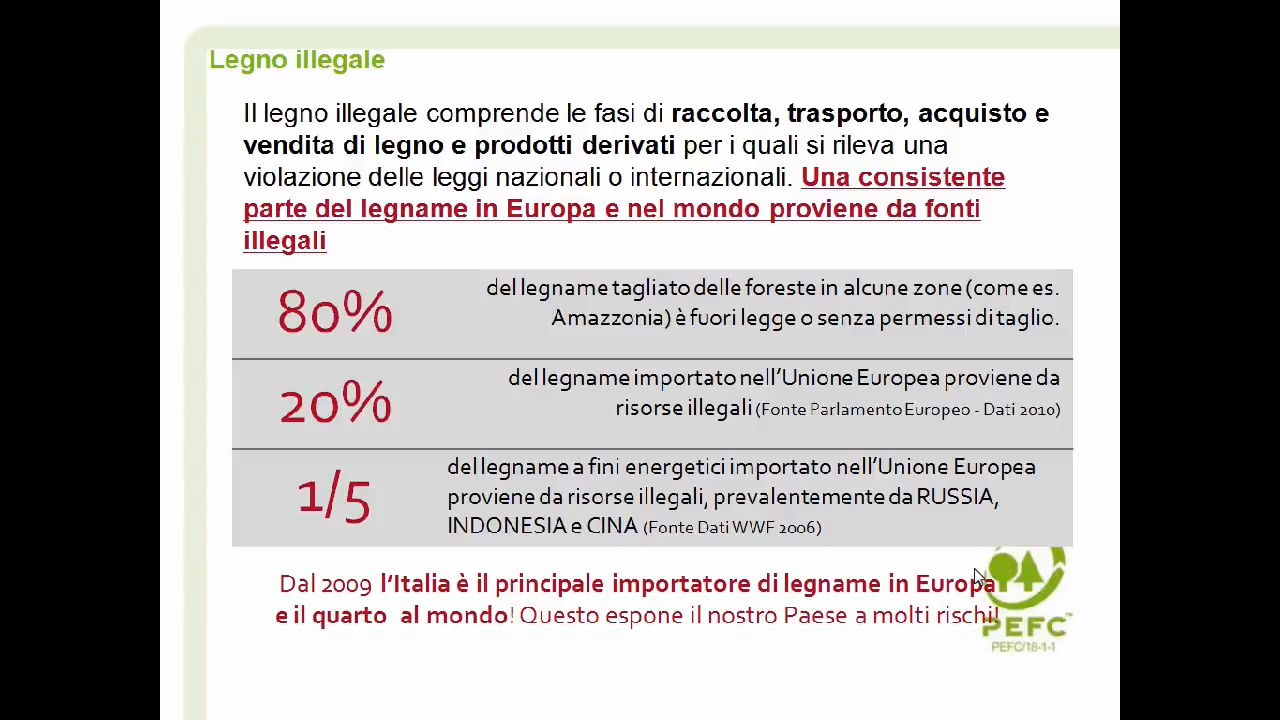 Legno illegale
Il legno illegale comprende le fasi di raccolta, trasporto, acquisto e
vendita di legno e prodotti derivati per i quali si rileva una
violazione delle leggi nazionali o internazionali. Una consistente
parte del legname in Europa e nel mondo proviene da fonti
illegali
80%
del legname tagliato delle foreste in alcune zone (come es.
Amazzonia) è fuori legge o senza permessi di taglio.
20%
del legname importato nell'Unione Europea proviene da
risorse illegali (Fonte Parlamento Europeo - Dati 2010)
1/5
del legname a fini energetici importato nell'Unione Europea
proviene da risorse illegali, prevalentemente da RUSSIA,
INDONESIA e CINA (Fonte Dati WWF 2006)
Dal 2009 l'Italia è il principale importatore di legname in Europa
e il quarto al mondo! Questo espone il nostro Paese a molti rischi!
PEFC™
PEFC/18-1-1